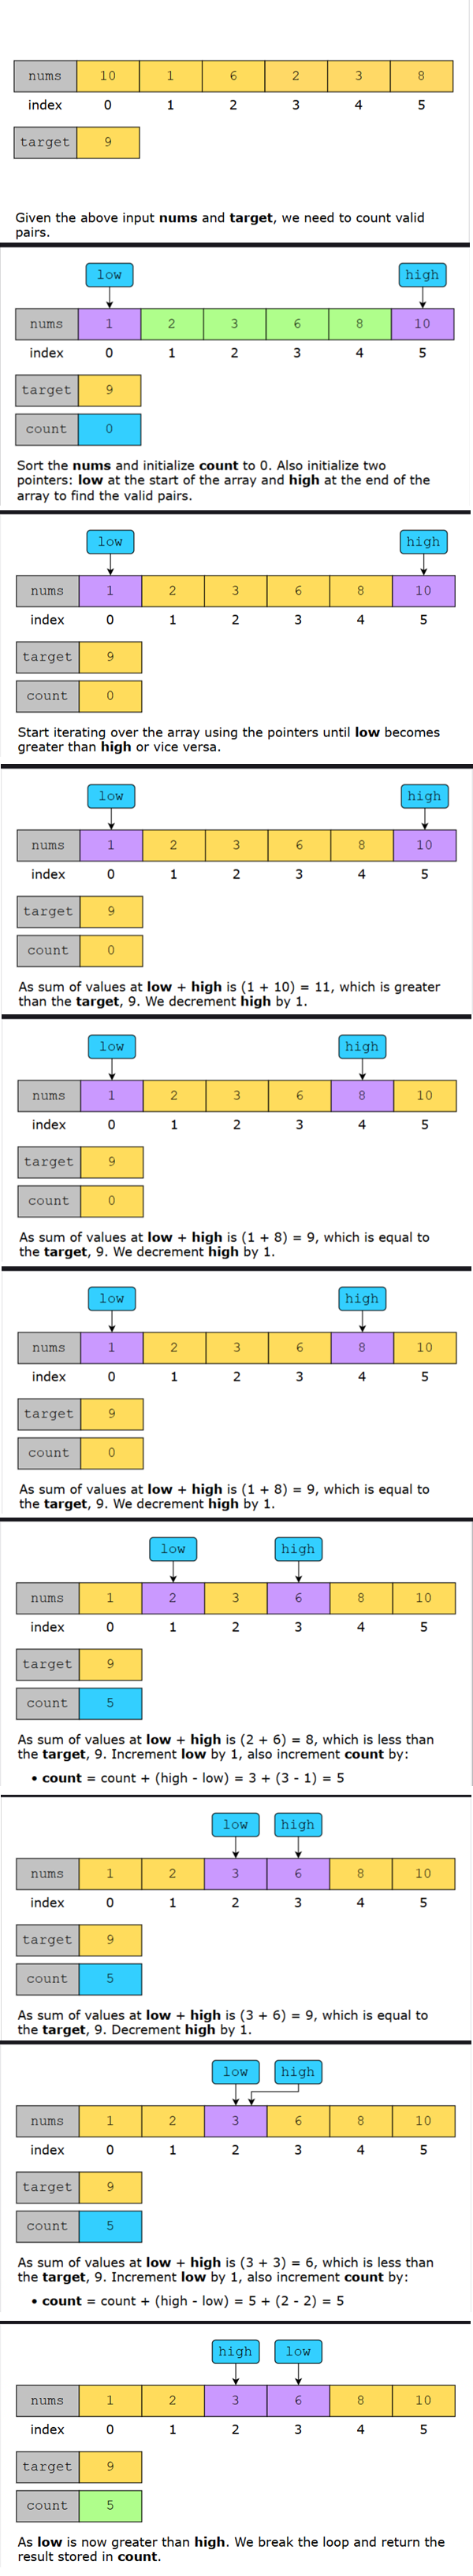 nums 10 1 6 2 3 8
index 0 1 2 3 4 5
target 9
Given the above input nums and target, we need to count valid
pairs.
low high
nums 1 2 3 6 8 10
index 0 1 2 3 4 5
target 9
count 0
Sort the nums and initialize count to 0. Also initialize two
pointers: low at the start of the array and high at the end of the
array to find the valid pairs.
low high
nums 1 2 3 6 8 10
index 0 1 2 3 4 5
target 9
count 0
Start iterating over the array using the pointers until low becomes
greater than high or vice versa.
low high
nums 1 2 3 6 8 10
index 0 1 2 3 4 5
target 9
count 0
As sum of values at low + high is (1 + 10) = 11, which is greater
than the target, 9. We decrement high by 1.
low high
nums 1 2 3 6 8 10
index 0 1 2 3 4 5
target 9
count 0
As sum of values at low + high is (1 + 8) = 9, which is equal to
the target, 9. We decrement high by 1.
low high
nums 1 2 3 6 8 10
index 0 1 2 3 4 5
target 9
count 0
As sum of values at low + high is (1 + 8) = 9, which is equal to
the target, 9. We decrement high by 1.
low high
nums 1 2 3 6 8 10
index 0 1 2 3 4 5
target 9
count 5
As sum of values at low + high is (2 + 6) = 8, which is less than
the target, 9. Increment low by 1, also increment count by:
• count = count + (high - low) = 3 + (3 - 1) = 5
low high
nums 1 2 3 6 8 10
index 0 1 2 3 4 5
target 9
count 5
As sum of values at low + high is (3 + 6) = 9, which is equal to
the target, 9. Decrement high by 1.
low high
nums 1 2 3 6 8 10
index 0 1 2 3 4 5
target 9
count 5
As sum of values at low + high is (3 + 3) = 6, which is less than
the target, 9. Increment low by 1, also increment count by:
• count = count + (high - low) = 5 + (2 - 2) = 5
high low
nums 1 2 3 6 8 10
index 0 1 2 3 4 5
target 9
count 5
As low is now greater than high. We break the loop and return the
result stored in count.